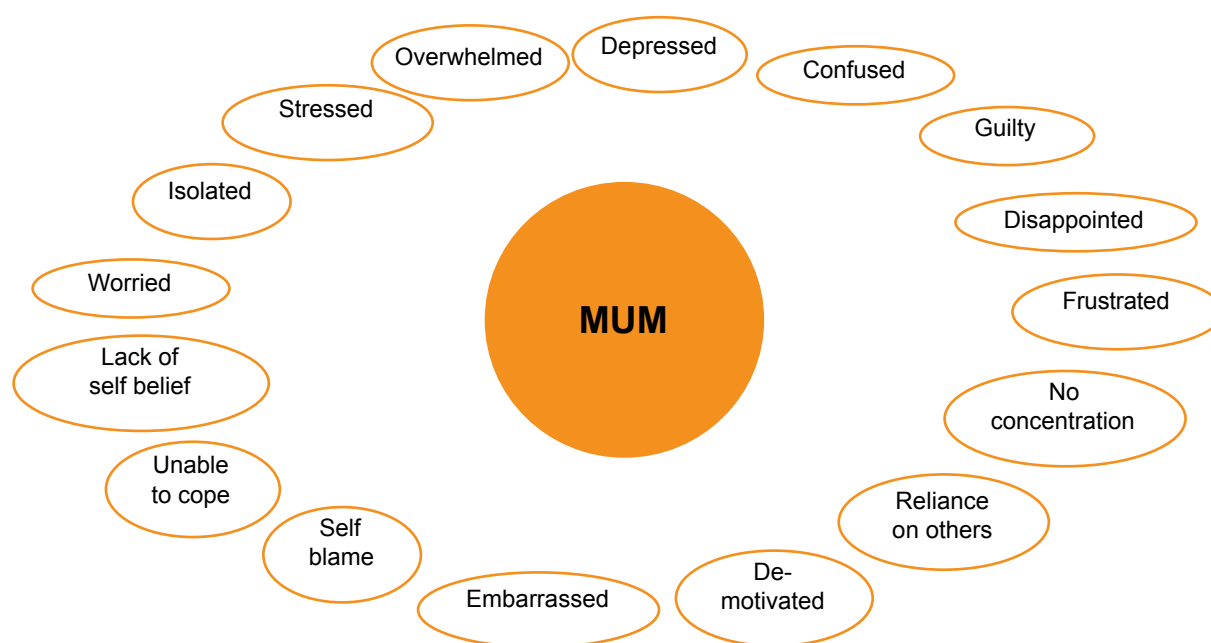 Overwhelmed
Depressed
Confused
Guilty
Disappointed
Frustrated
No
concentration
Reliance
on others
De-
motivated
Embarrassed
Self
blame
Unable
to cope
Lack of
self belief
Worried
Isolated
Stressed
MUM